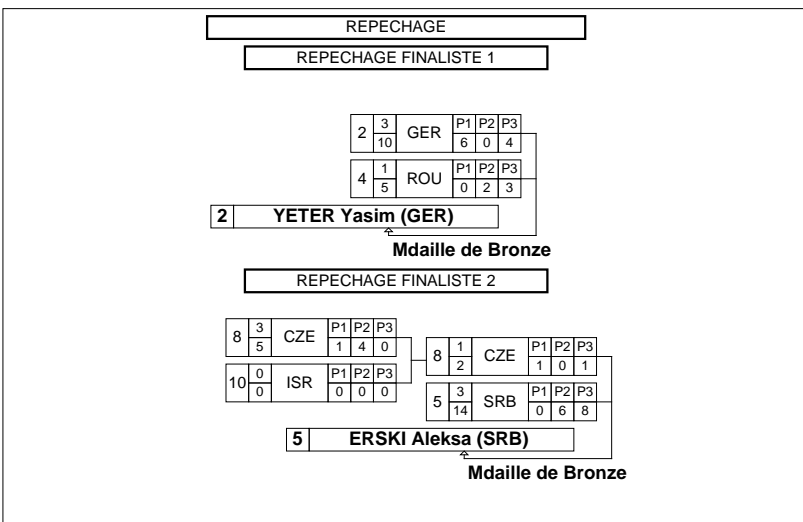 REPECHAGE
REPECHAGE FINALISTE 1
2 3 GER P1 P2 P3
10 6 0 4
4 1 ROU P1 P2 P3
5 0 2 3
2 YETER Yasim (GER)
Mdaille de Bronze
REPECHAGE FINALISTE 2
8 3 CZE P1 P2 P3
5 1 4 0
8 1 CZE P1 P2 P3
2 1 0 1
10 0 ISR P1 P2 P3
0 0 0 0
5 3 SRB P1 P2 P3
14 0 6 8
5 ERSKI Aleksa (SRB)
Mdaille de Bronze